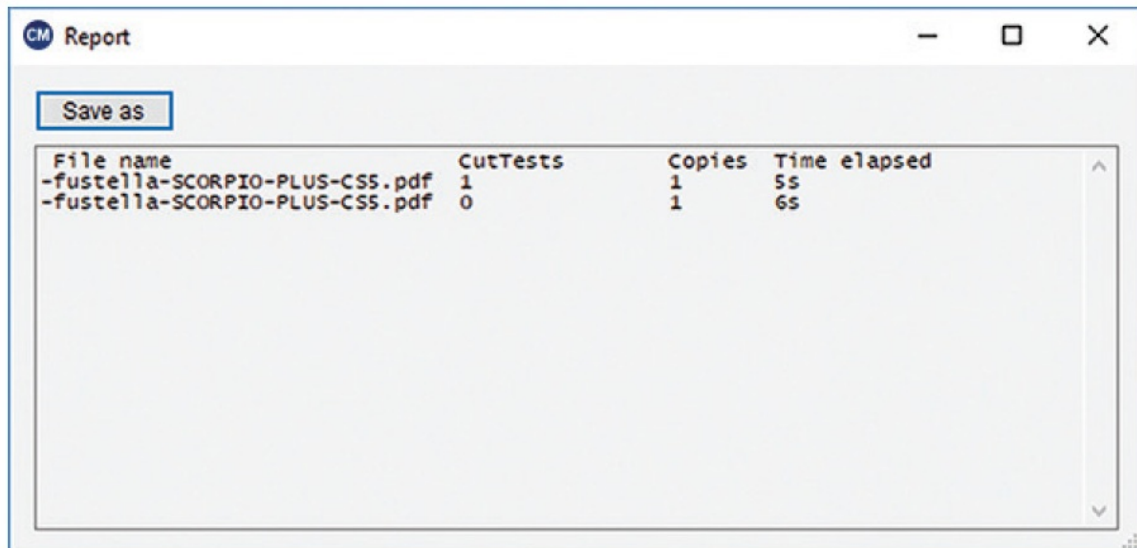 CM Report
Save as
File name CutTests Copies Time elapsed
-fustella-SCORPIO-PLUS-CS5.pdf 1 1 5s
-fustella-SCORPIO-PLUS-CS5.pdf 0 1 6s